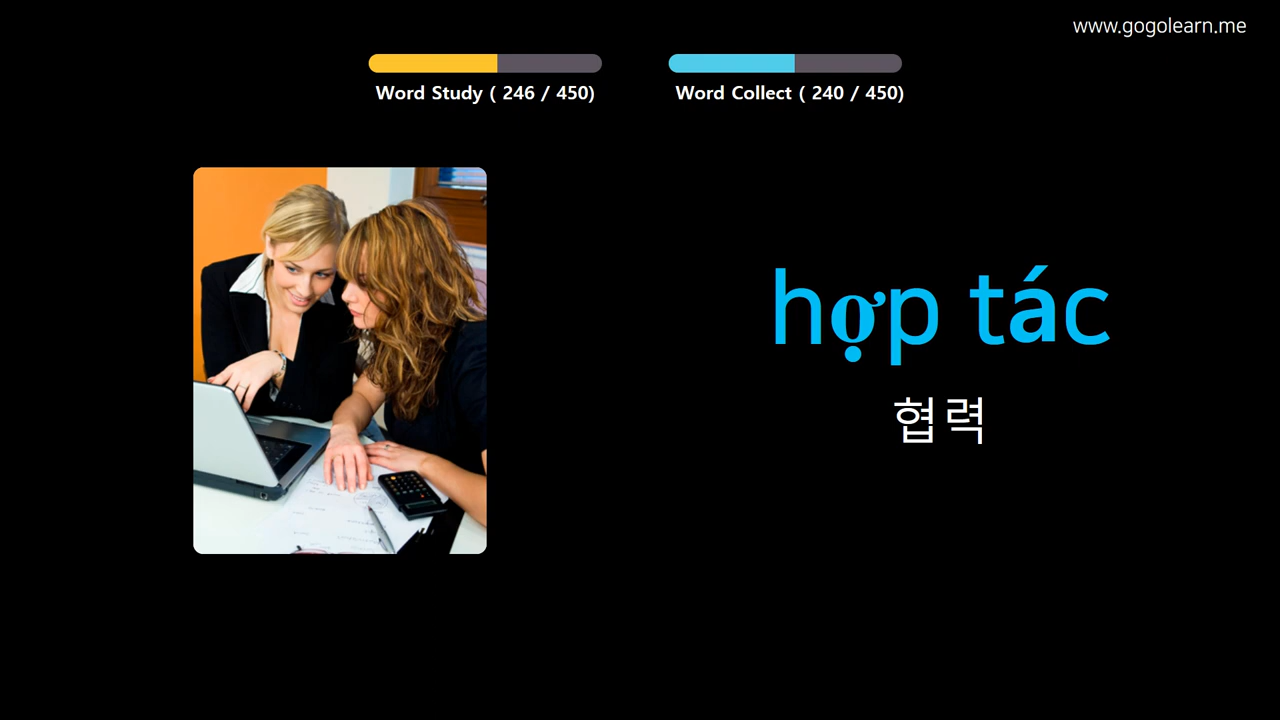 www.gogolearn.me
Word Study ( 246 / 450)
Word Collect ( 240 / 450)
hợp tác
협력